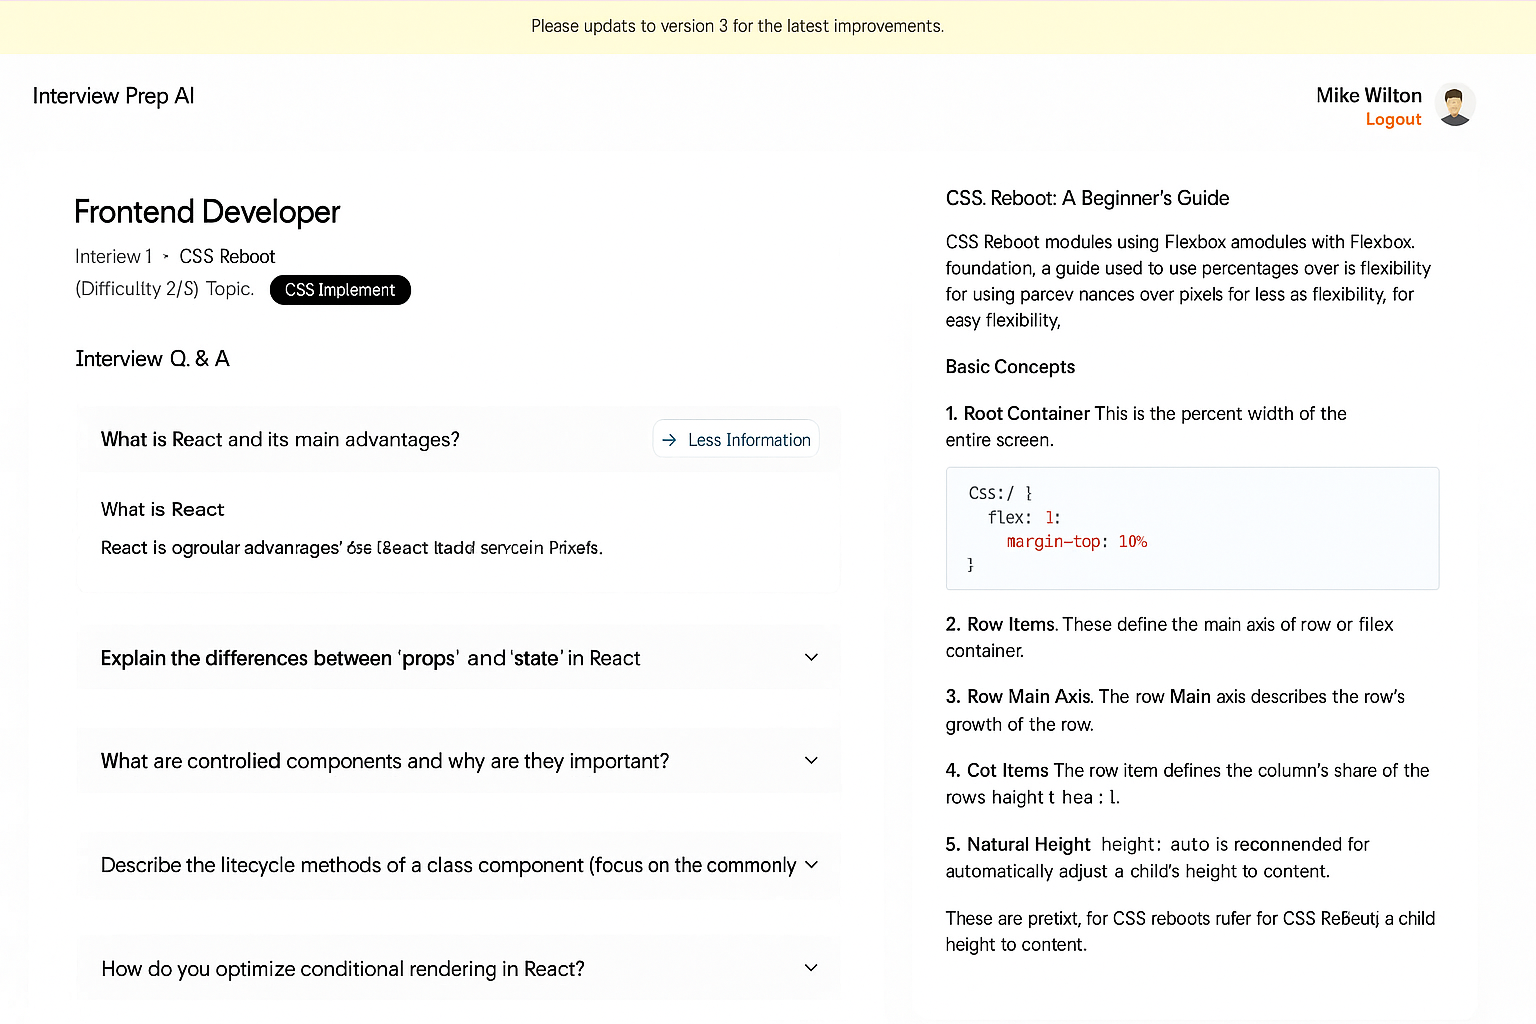 Please updats to version 3 for the latest improvements.
Interview Prep AI
Mike Wilton
Logout
Frontend Developer
Interiew 1 • CSS Reboot
(Difficullty 2/S) Topic. CSS Implement
Interview Q. & A
What is React and its main advantages?
→ Less Information
What is React
React is ogroular advanrages’ ltadd in
Explain the differences between ‘props’ and ‘state’ in React
What are controlied components and why are they important?
Describe the litecycle methods of a class component (focus on the commonly
How do you optimize conditional rendering in React?
CSS. Reboot: A Beginner’s Guide
CSS Reboot modules using Flexbox amodules with Flexbox.
foundation, a guide used to use percentages over is flexibility
for using parcev nances over pixels for less as flexibility, for
easy flexibility,
Basic Concepts
1. Root Container This is the percent width of the
entire screen.
Css:/ }
flex: 1:
margin-top: 10%
}
2. Row Items. These define the main axis of row or filex
container.
3. Row Main Axis. The row Main axis describes the row’s
growth of the row.
4. Cot Items The row item defines the column’s share of the
rows haight t hea : 1.
5. Natural Height height: auto is reconnended for
automatically adjust a child’s height to content.
These are pretixt, for CSS reboots rufer for CSS a child
height to content.